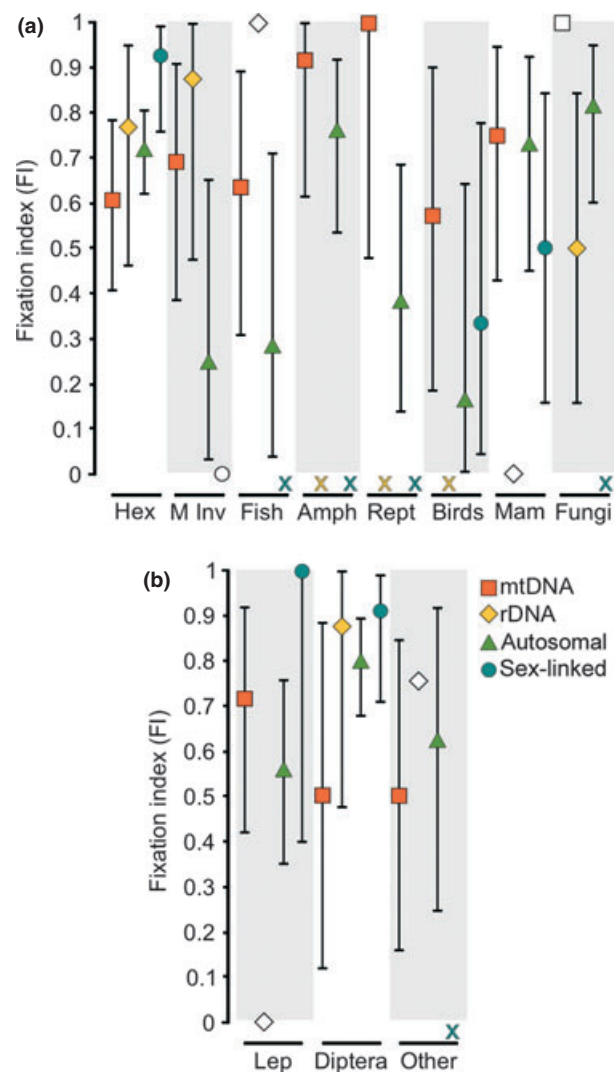 (a)
Fixation index (FI)
1
0.9
0.8
0.7
0.6
0.5
0.4
0.3
0.2
0.1
0
X X X X X X X
Hex M Inv Fish Amph Rept Birds Mam Fungi
(b)
Fixation index (FI)
1
0.9
0.8
0.7
0.6
0.5
0.4
0.3
0.2
0.1
0
mtDNA
rDNA
Autosomal
Sex-linked
X
Lep Diptera Other